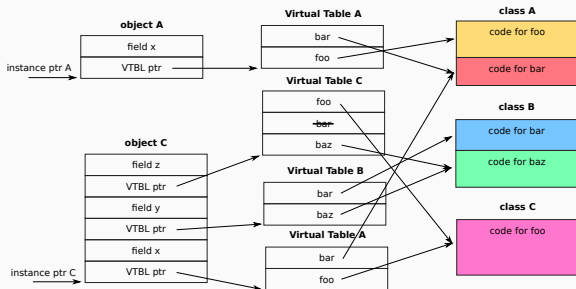 object A
field x
VTBL ptr
instance ptr A
Virtual Table A
bar
foo
class A
code for foo
code for bar
Virtual Table C
foo
bar
baz
class B
code for bar
code for baz
object C
field z
VTBL ptr
field y
VTBL ptr
field x
VTBL ptr
instance ptr C
Virtual Table B
bar
baz
Virtual Table A
bar
foo
class C
code for foo